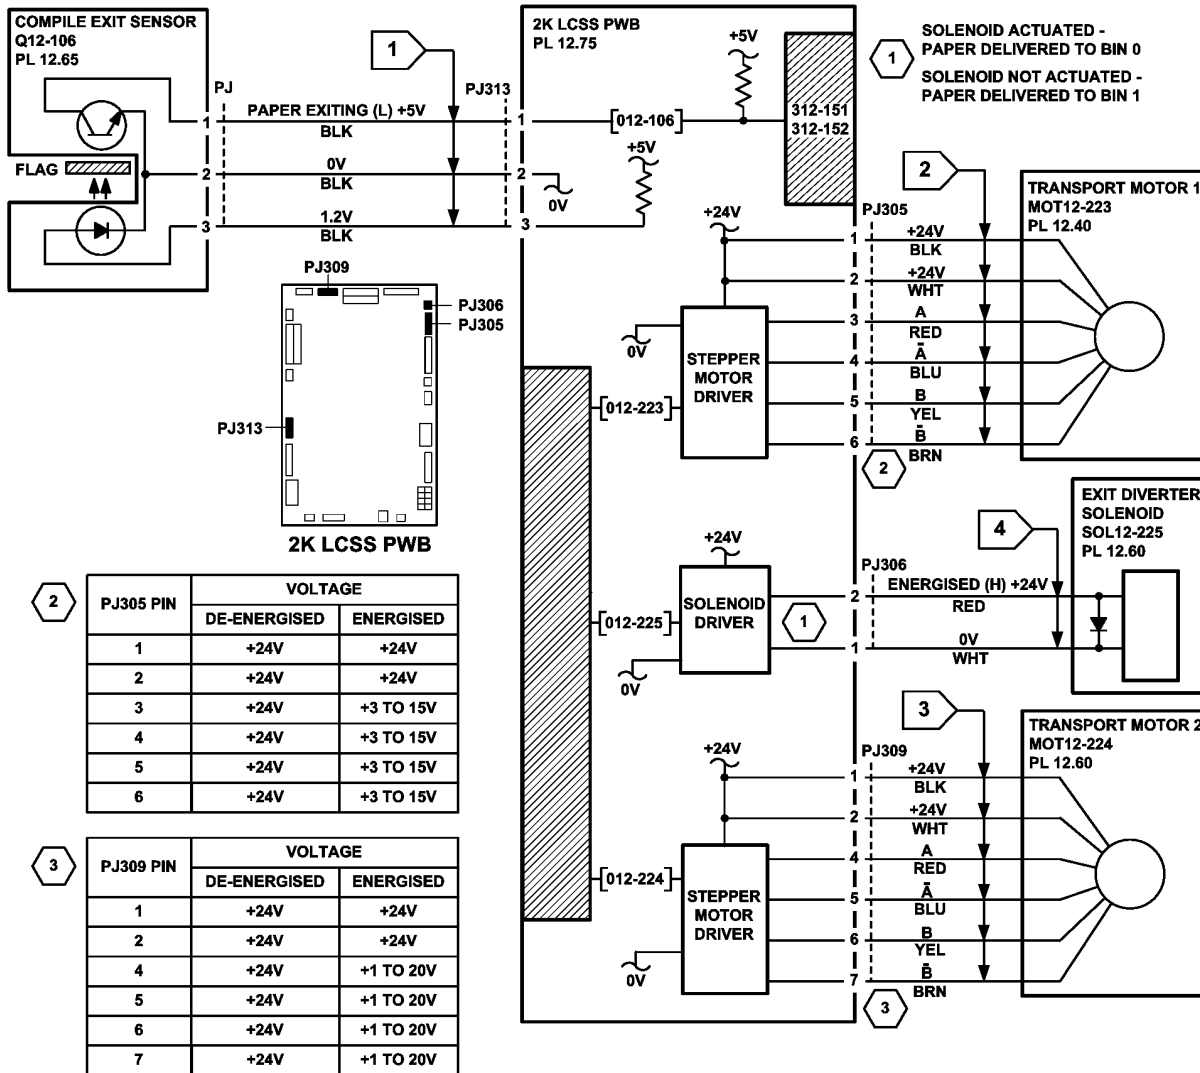 COMPILE EXIT SENSOR
Q12-106
PL 12.65
FLAG
PJ
1
2
3
1
PAPER EXITING (L) +5V
BLK
0V
BLK
1.2V
BLK
PJ313
1
2
3
2K LCSS PWB
PL 12.75
+5V
[012-106]
312-151
312-152
+5V
0V
1
SOLENOID ACTUATED -
PAPER DELIVERED TO BIN 0
SOLENOID NOT ACTUATED -
PAPER DELIVERED TO BIN 1
PJ309
PJ306
PJ305
PJ313
2K LCSS PWB
+24V
0V
STEPPER
MOTOR
DRIVER
[012-223]
PJ305
2
1
+24V
BLK
2
+24V
WHT
3
A
RED
4
Ā
BLU
5
B
YEL
6
B̄
BRN
2
TRANSPORT MOTOR 1
MOT12-223
PL 12.40
+24V
SOLENOID
DRIVER
[012-225]
0V
1
PJ306
4
2
ENERGISED (H) +24V
RED
1
0V
WHT
EXIT DIVERTER
SOLENOID
SOL12-225
PL 12.60
+24V
STEPPER
MOTOR
DRIVER
[012-224]
0V
PJ309
3
1
+24V
BLK
2
+24V
WHT
4
A
RED
5
Ā
BLU
6
B
YEL
7
B̄
BRN
3
TRANSPORT MOTOR 2
MOT12-224
PL 12.60
2
PJ305 PIN VOLTAGE
DE-ENERGISED ENERGISED
1 +24V +24V
2 +24V +24V
3 +24V +3 TO 15V
4 +24V +3 TO 15V
5 +24V +3 TO 15V
6 +24V +3 TO 15V
3
PJ309 PIN VOLTAGE
DE-ENERGISED ENERGISED
1 +24V +24V
2 +24V +24V
4 +24V +1 TO 20V
5 +24V +1 TO 20V
6 +24V +1 TO 20V
7 +24V +1 TO 20V